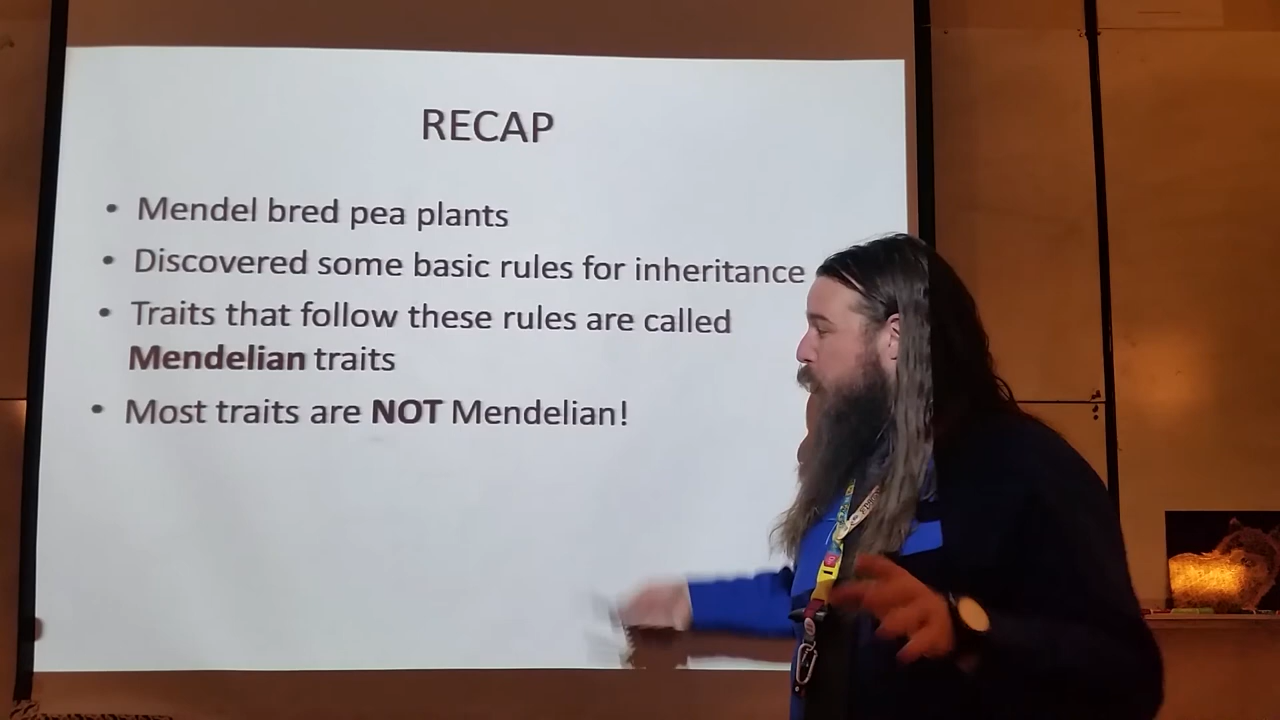 RECAP
• Mendel bred pea plants
• Discovered some basic rules for inheritance
• Traits that follow these rules are called
Mendelian traits
• Most traits are NOT Mendelian!